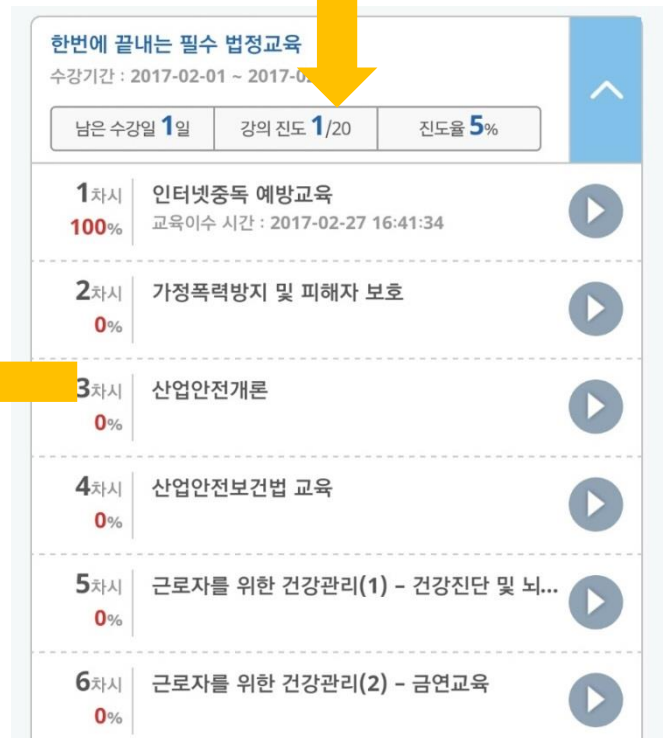 한번에 끝내는 필수 법정교육
수강기간 : 2017-02-01 ~ 2017-
남은 수강일 1일 강의 진도 1/20 진도율 5%
1차시 인터넷중독 예방교육
100% 교육이수 시간 : 2017-02-27 16:41:34
2차시 가정폭력방지 및 피해자 보호
0%
3차시 산업안전개론
0%
4차시 산업안전보건법 교육
0%
5차시 근로자를 위한 건강관리(1) – 건강진단 및 뇌...
0%
6차시 근로자를 위한 건강관리(2) – 금연교육
0%